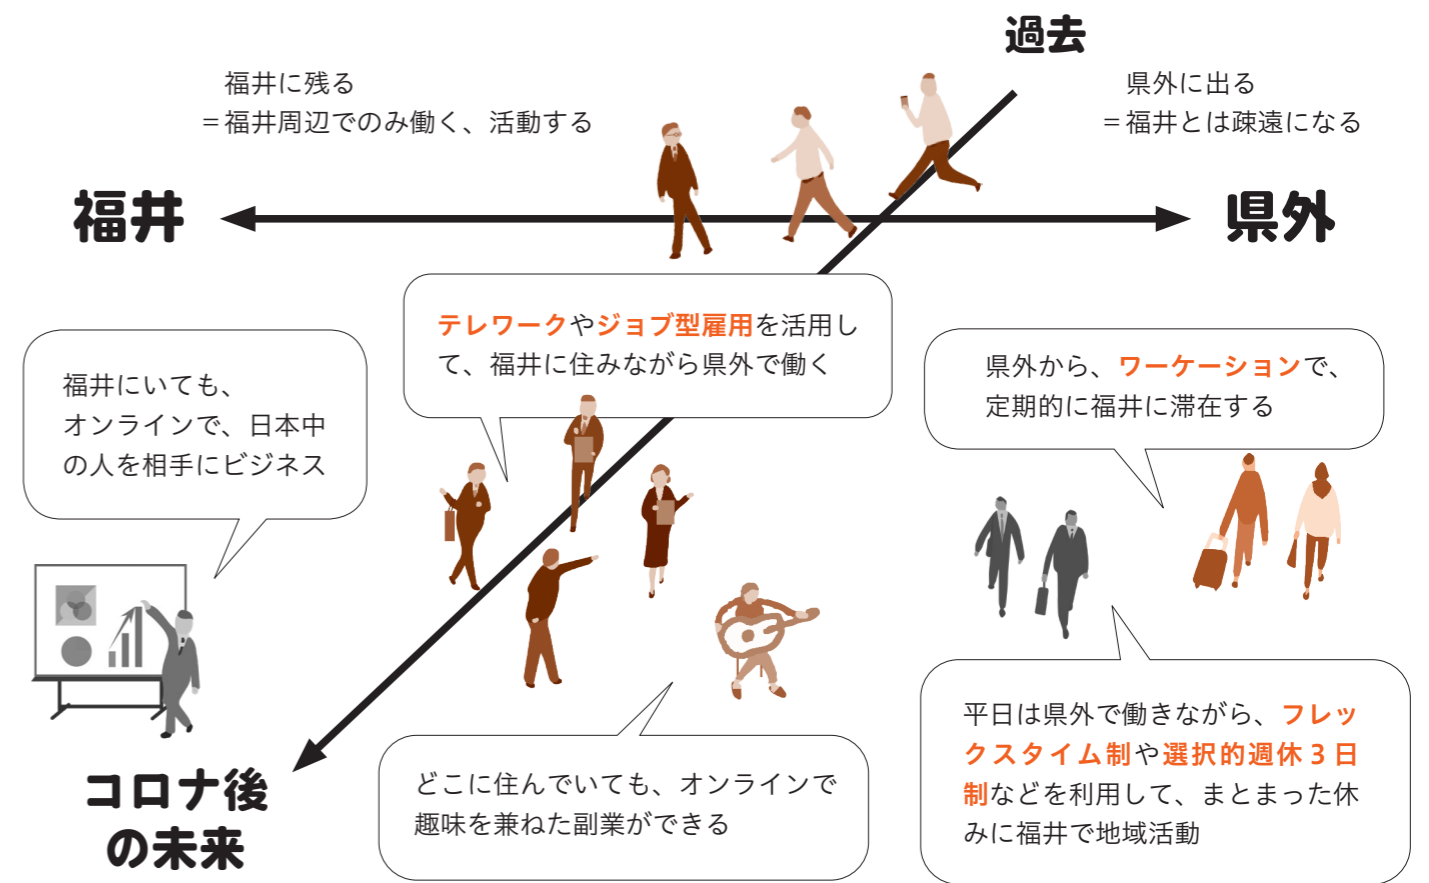 過去
福井に残る
＝福井周辺でのみ働く、活動する
県外に出る
＝福井とは疎遠になる
福井
県外
テレワークやジョブ型雇用を活用し
て、福井に住みながら県外で働く
福井にいても、
オンラインで、日本中
の人を相手にビジネス
県外から、ワーケーションで、
定期的に福井に滞在する
平日は県外で働きながら、フレッ
クスタイム制や選択的週休３日
制などを利用して、まとまった休
みに福井で地域活動
どこに住んでいても、オンラインで
趣味を兼ねた副業ができる
コロナ後
の未来